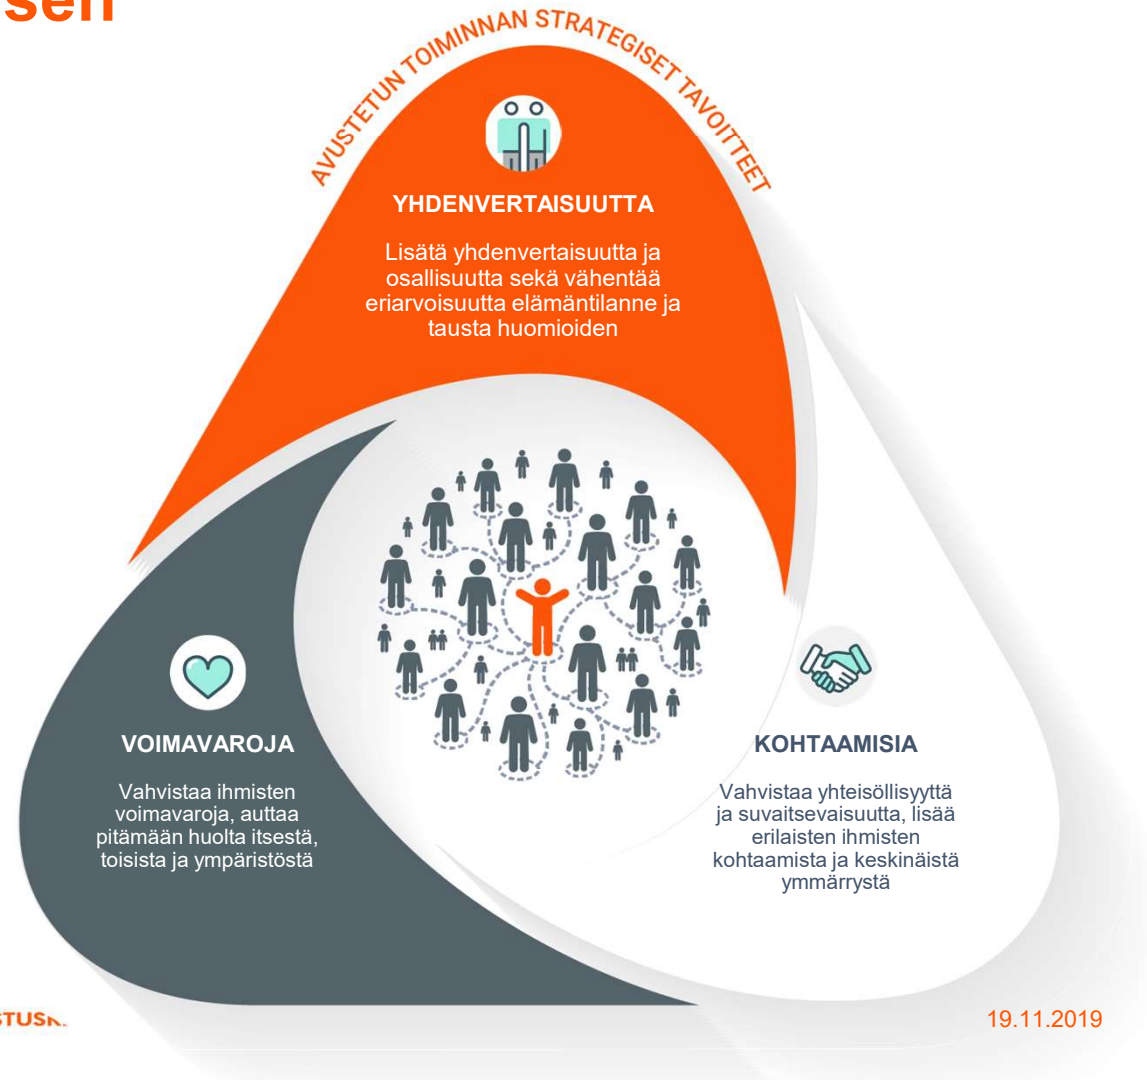 AVUSTETUN TOIMINNAN STRATEGISET TAVOITTEET
YHDENVERTAISUUTTA
Lisätä yhdenvertaisuutta ja
osallisuutta sekä vähentää
eriarvoisuutta elämäntilanne ja
tausta huomioiden
VOIMAVAROJA
Vahvistaa ihmisten
voimavaroja, auttaa
pitämään huolta itsestä,
toisista ja ympäristöstä
KOHTAAMISIA
Vahvistaa yhteisöllisyyttä
ja suvaitsevaisuutta, lisää
erilaisten ihmisten
kohtaamista ja keskinäistä
ymmärrystä
19.11.2019